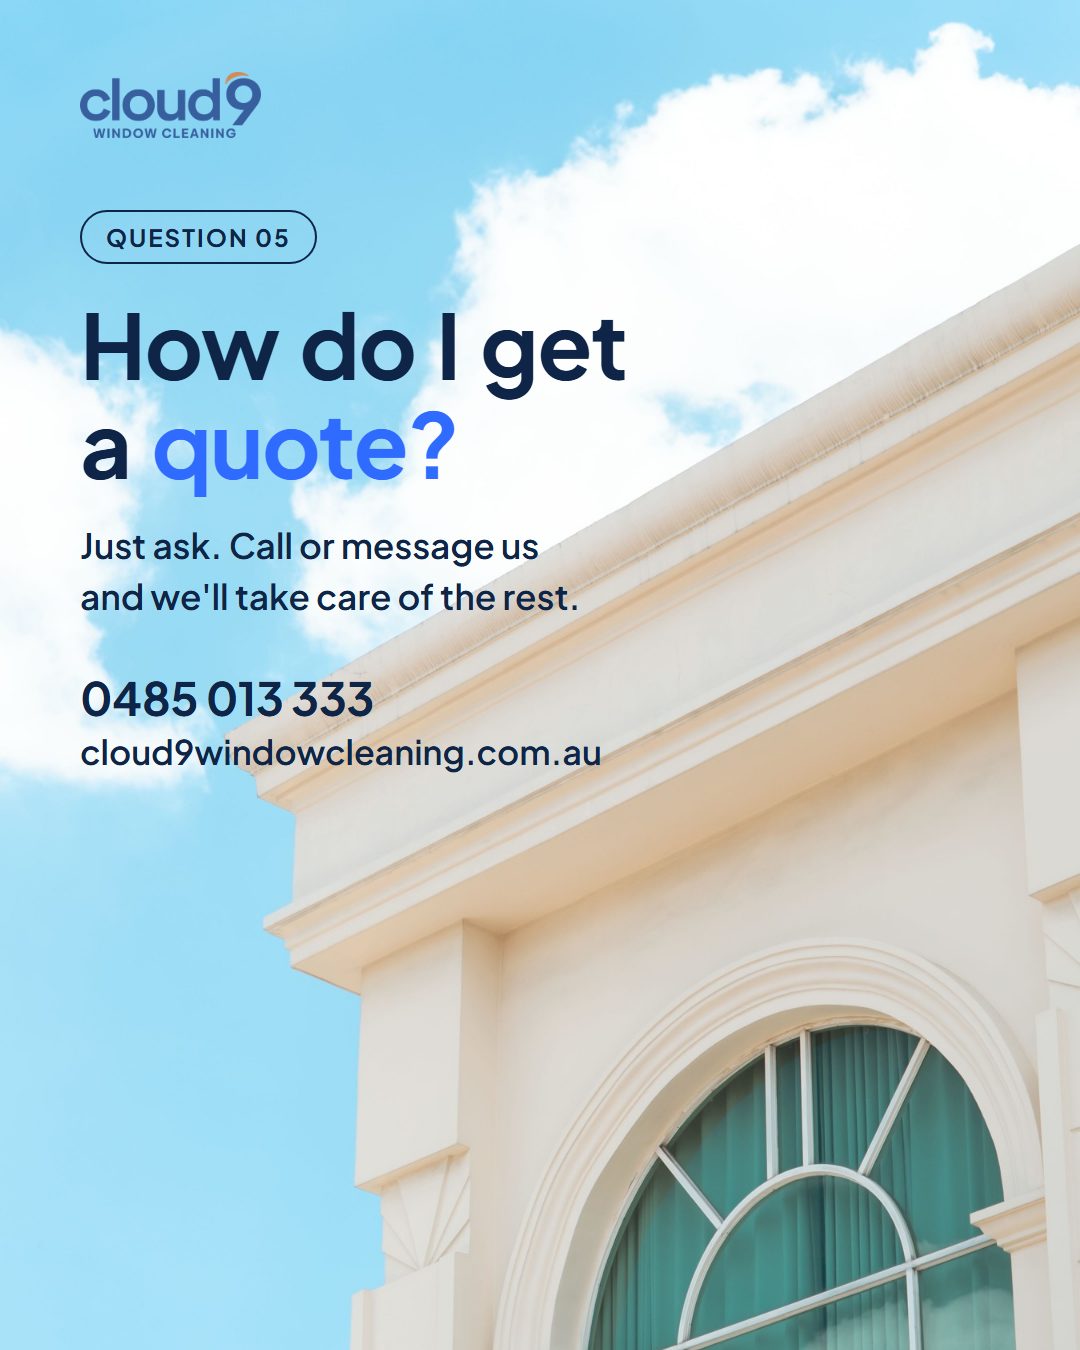 cloud9
WINDOW CLEANING
QUESTION 05
How do I get
a quote?
Just ask. Call or message us
and we'll take care of the rest.
0485 013 333
cloud9windowcleaning.com.au